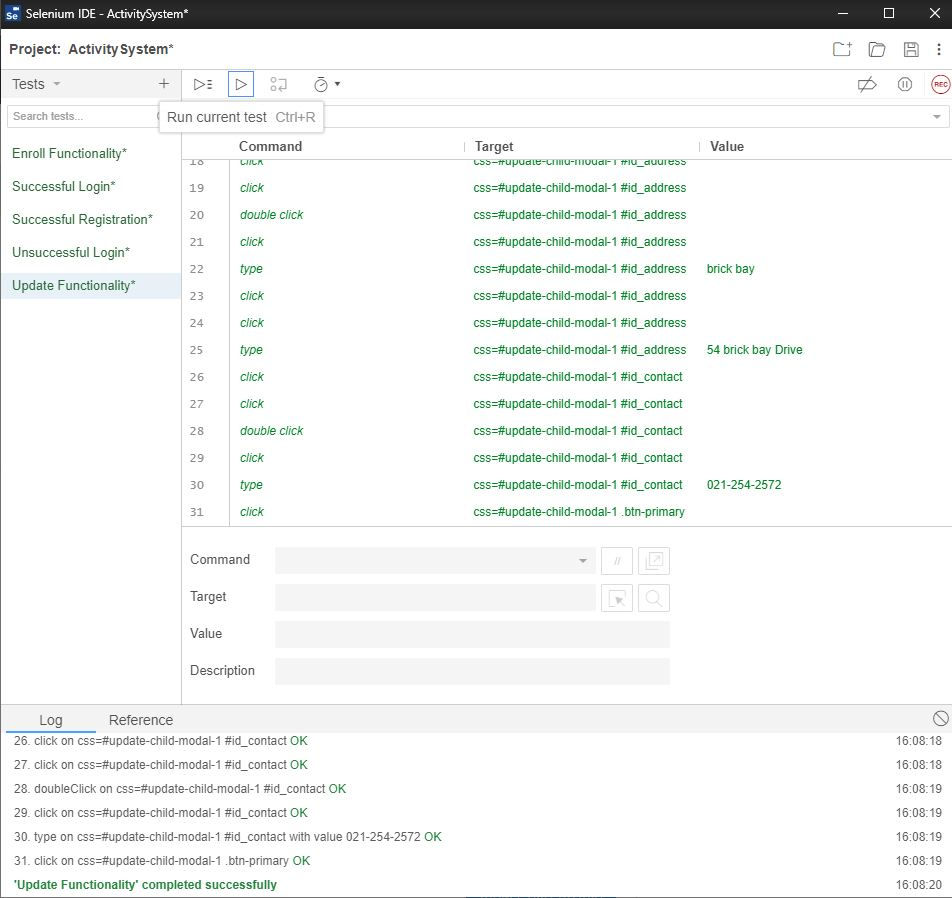 Se Selenium IDE - ActivitySystem*
Project: ActivitySystem*
Tests +
REC
Search tests...
Run current test Ctrl+R
Enroll Functionality*
Successful Login*
Successful Registration*
Unsuccessful Login*
Update Functionality*
Command Target Value
18 click css=#update-child-modal-1 #id_address
19 click css=#update-child-modal-1 #id_address
20 double click css=#update-child-modal-1 #id_address
21 click css=#update-child-modal-1 #id_address
22 type css=#update-child-modal-1 #id_address brick bay
23 click css=#update-child-modal-1 #id_address
24 click css=#update-child-modal-1 #id_address
25 type css=#update-child-modal-1 #id_address 54 brick bay Drive
26 click css=#update-child-modal-1 #id_contact
27 click css=#update-child-modal-1 #id_contact
28 double click css=#update-child-modal-1 #id_contact
29 click css=#update-child-modal-1 #id_contact
30 type css=#update-child-modal-1 #id_contact 021-254-2572
31 click css=#update-child-modal-1 .btn-primary
Command //
Target
Value
Description
Log Reference
26. click on css=#update-child-modal-1 #id_contact OK 16:08:18
27. click on css=#update-child-modal-1 #id_contact OK 16:08:18
28. doubleClick on css=#update-child-modal-1 #id_contact OK 16:08:19
29. click on css=#update-child-modal-1 #id_contact OK 16:08:19
30. type on css=#update-child-modal-1 #id_contact with value 021-254-2572 OK 16:08:19
31. click on css=#update-child-modal-1 .btn-primary OK 16:08:19
'Update Functionality' completed successfully 16:08:20